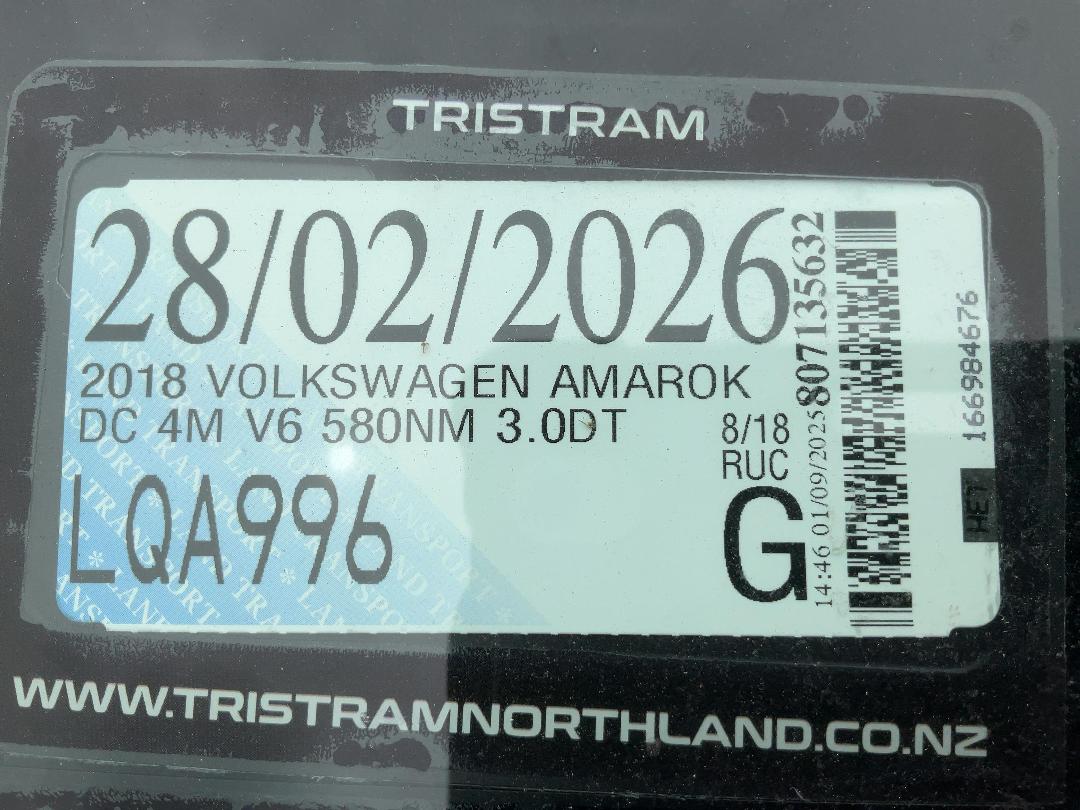 TRISTRAM
28/02/2026
2018 VOLKSWAGEN AMAROK
DC 4M V6 580NM 3.0DT
8/18
RUC
LQA996
G
14:46 01/09/2025
807135632
166984676
HE7
WWW.TRISTRAMNORTHLAND.CO.NZ